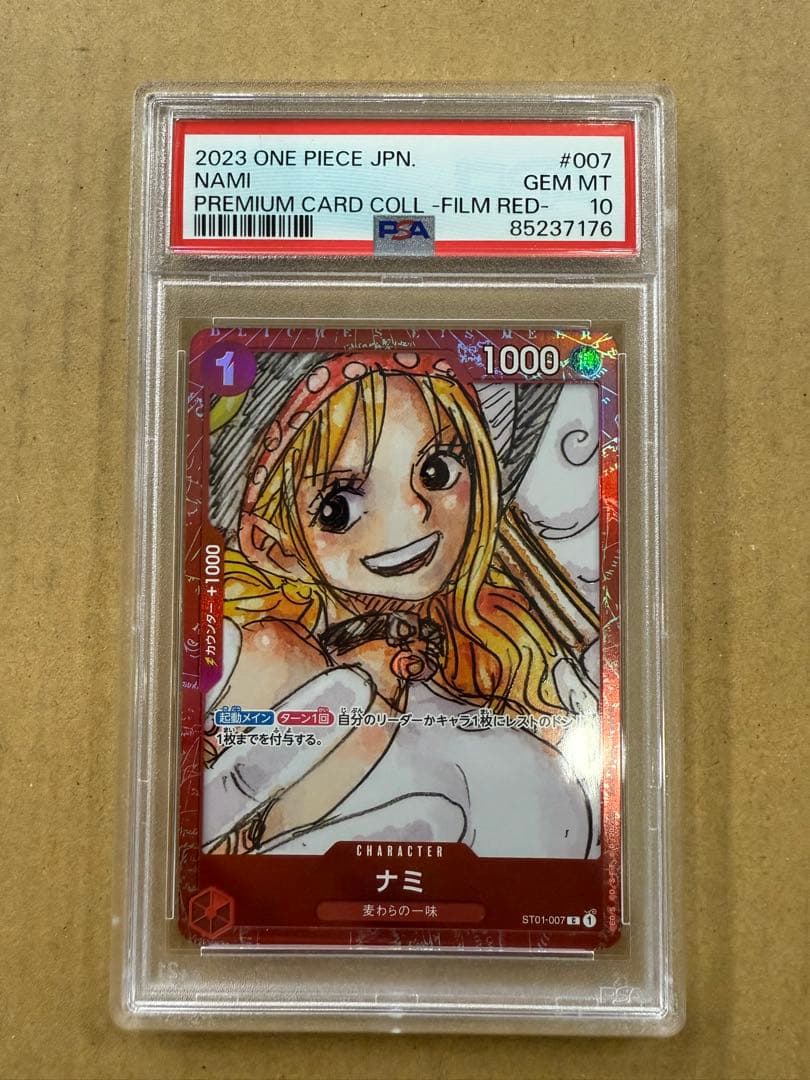 2023 ONE PIECE JPN. #007
NAMI GEM MT
PREMIUM CARD COLL -FILM RED- 10
PSA 85237176
1 1000
カウンター +1000
起動メイン ターン1回 自分のリーダーかキャラ1枚にレストのドン!!
1枚までを付与する。
CHARACTER
ナミ
麦わらの一味
ST01-007 C 1
PSA